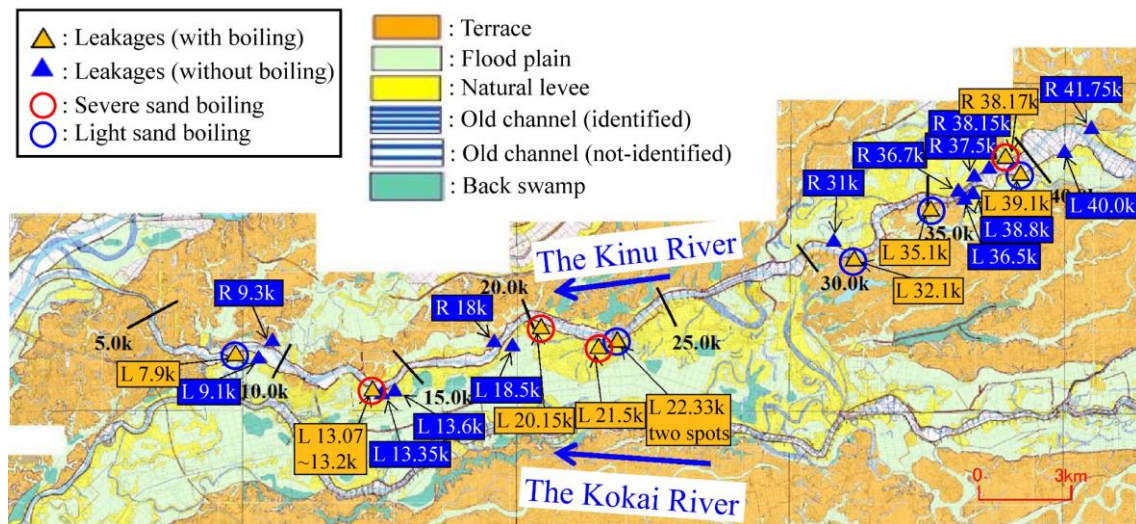 : Leakages (with boiling)
: Leakages (without boiling)
: Severe sand boiling
: Light sand boiling
: Terrace
: Flood plain
: Natural levee
: Old channel (identified)
: Old channel (not-identified)
: Back swamp
R 41.75k
R 38.17k
R 38.15k
R 37.5k
R 36.7k
R 31k
40.0k
L 40.0k
L 39.1k
L 38.8k
L 36.5k
35.0k
L 35.1k
L 32.1k
30.0k
The Kinu River
25.0k
20.0k
R 18k
R 9.3k
5.0k
L 7.9k
L 9.1k
10.0k
15.0k
L 18.5k
L 20.15k
L 21.5k
L 22.33k
two spots
L 13.6k
L 13.35k
L 13.07
~13.2k
The Kokai River
0
3km